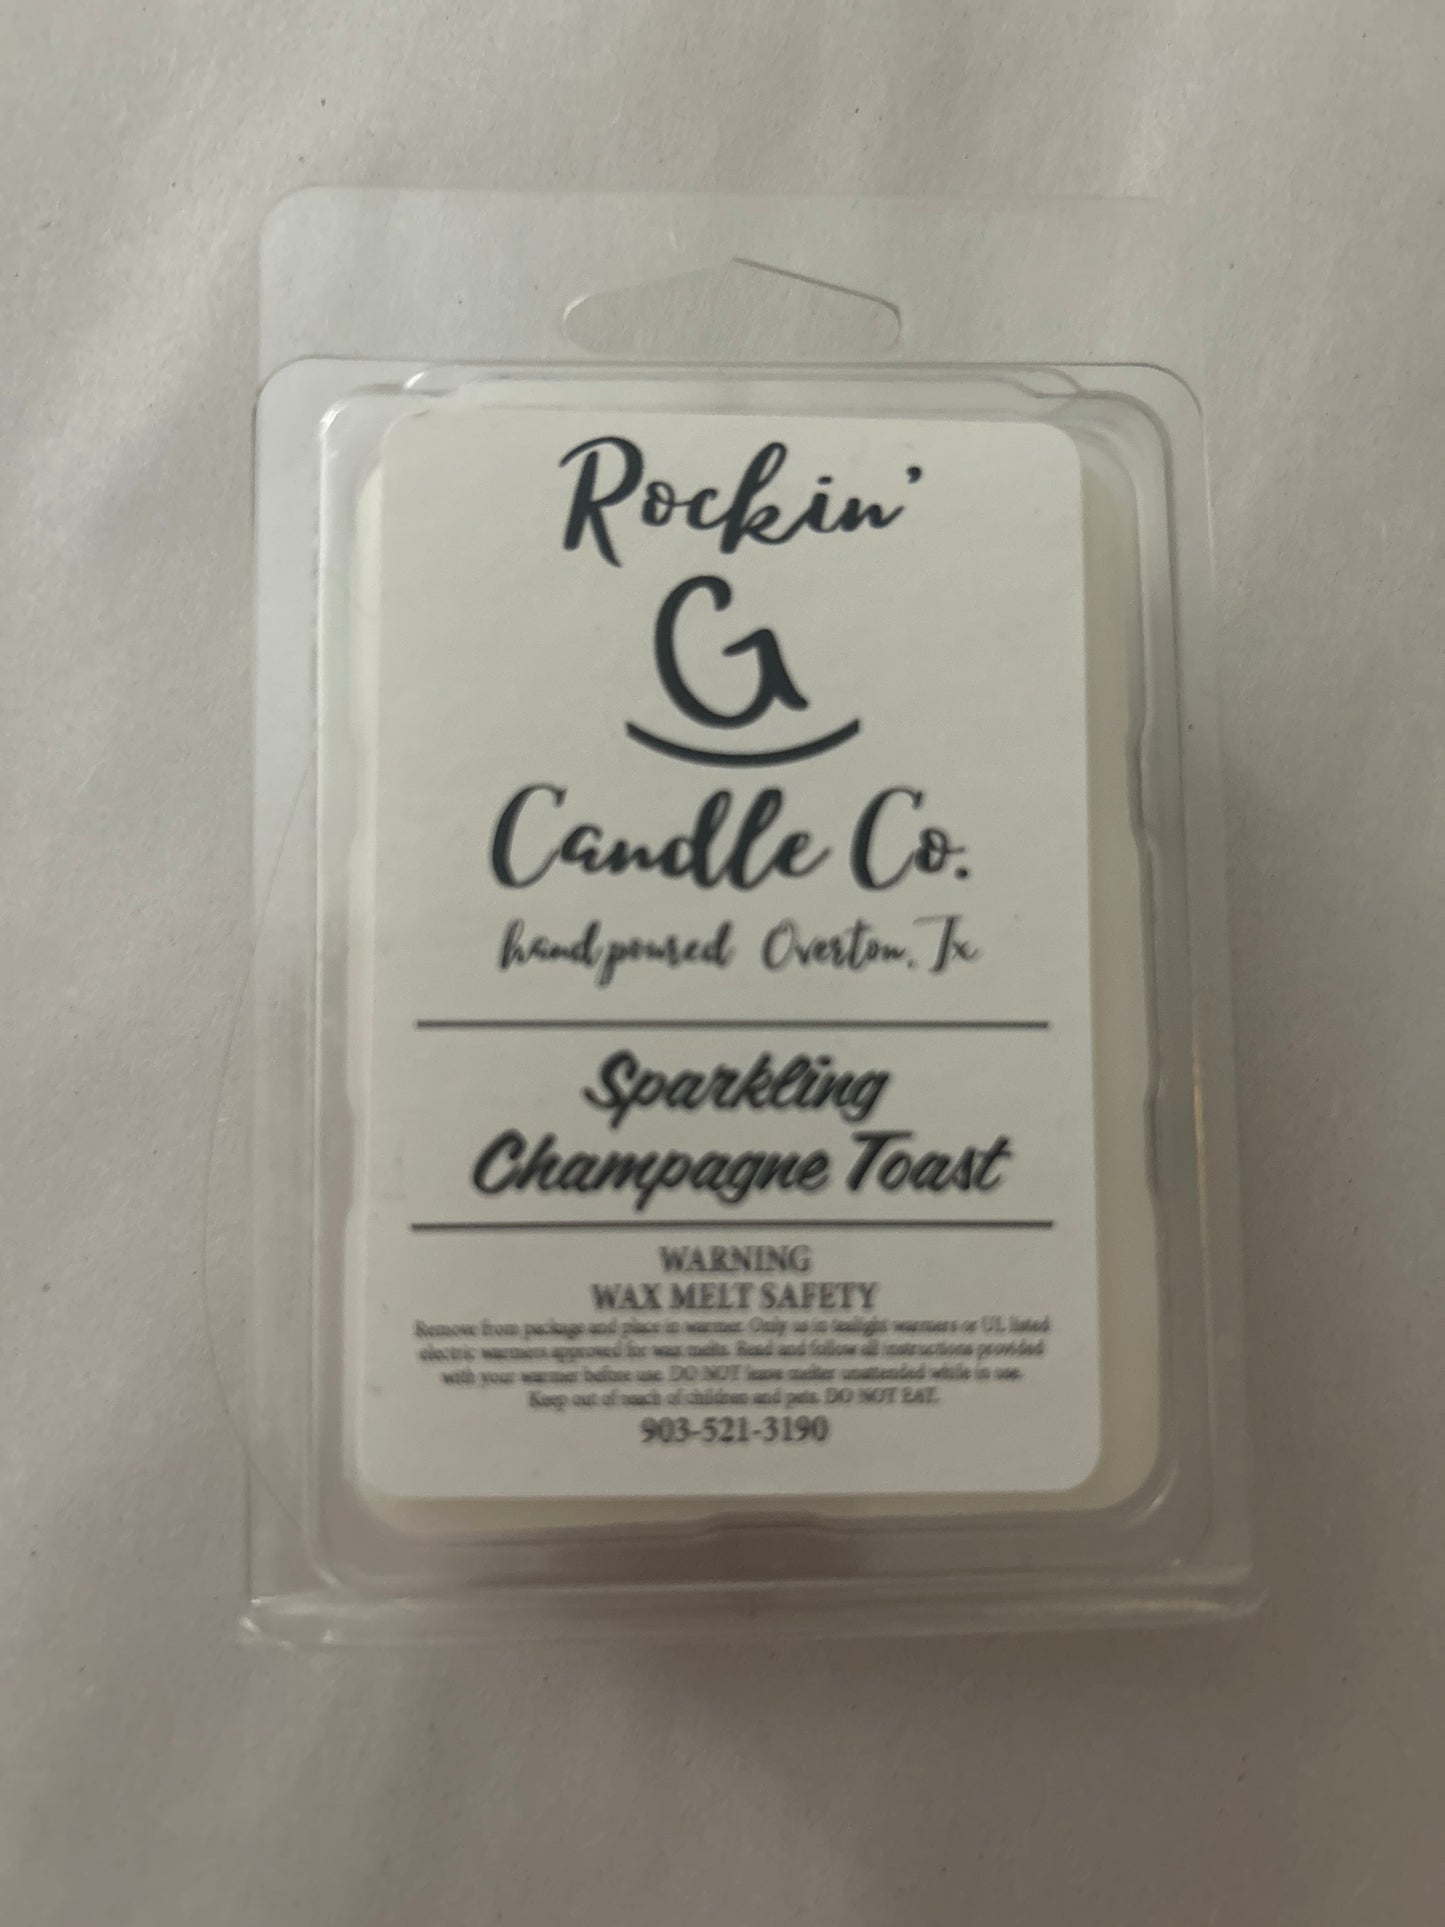 Rockin'
G
Candle Co.
hand poured Overton, Tx
Sparkling
Champagne Toast
WARNING
WAX MELT SAFETY
Remove from package and place in warmer. Only us in tealight warmers or UL listed
electric warmers approved for wax melts. Read and follow all instructions provided
with your warmer before use. DO NOT leave melter unattended while in use.
Keep out of reach of children and pets. DO NOT EAT.
903-521-3190